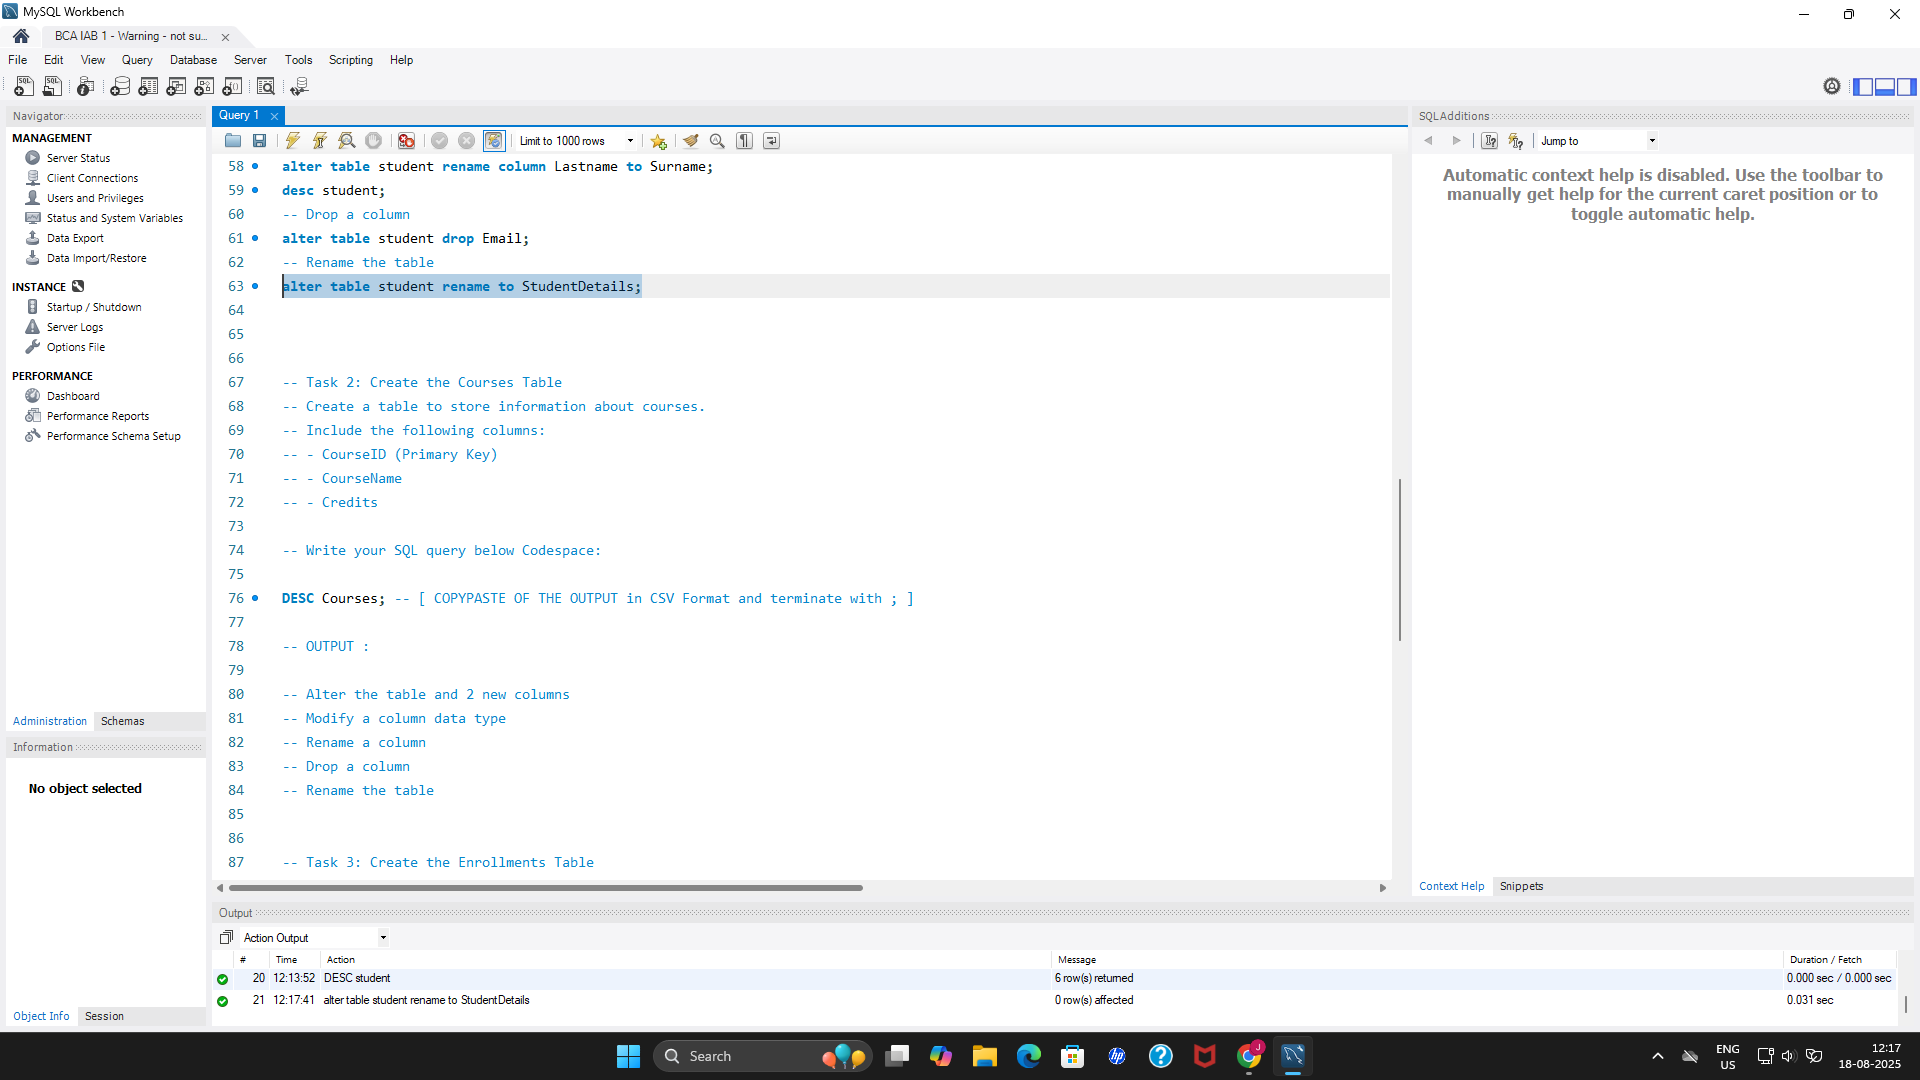 MySQL Workbench
BCA IAB 1 - Warning - not su...
File Edit View Query Database Server Tools Scripting Help
Navigator
MANAGEMENT
Server Status
Client Connections
Users and Privileges
Status and System Variables
Data Export
Data Import/Restore
INSTANCE
Startup / Shutdown
Server Logs
Options File
PERFORMANCE
Dashboard
Performance Reports
Performance Schema Setup
Administration Schemas
Information
No object selected
Object Info Session
Query 1
Limit to 1000 rows
58 alter table student rename column Lastname to Surname;
59 desc student;
60 -- Drop a column
61 alter table student drop Email;
62 -- Rename the table
63 alter table student rename to StudentDetails;
64
65
66
67 -- Task 2: Create the Courses Table
68 -- Create a table to store information about courses.
69 -- Include the following columns:
70 -- - CourseID (Primary Key)
71 -- - CourseName
72 -- - Credits
73
74 -- Write your SQL query below Codespace:
75
76 DESC Courses; -- [ COPYPASTE OF THE OUTPUT in CSV Format and terminate with ; ]
77
78 -- OUTPUT :
79
80 -- Alter the table and 2 new columns
81 -- Modify a column data type
82 -- Rename a column
83 -- Drop a column
84 -- Rename the table
85
86
87 -- Task 3: Create the Enrollments Table
SQLAdditions
Jump to
Automatic context help is disabled. Use the toolbar to
manually get help for the current caret position or to
toggle automatic help.
Context Help Snippets
Output
Action Output
# Time Action Message Duration / Fetch
20 12:13:52 DESC student 6 row(s) returned 0.000 sec / 0.000 sec
21 12:17:41 alter table student rename to StudentDetails 0 row(s) affected 0.031 sec
Search
ENG
US
12:17
18-08-2025